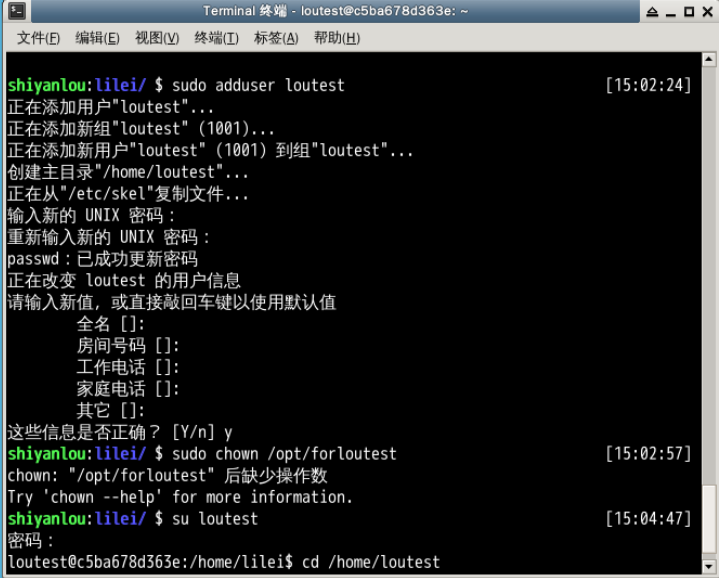 Terminal 终端 - loutest@c5ba678d363e: ~
文件(F) 编辑(E) 视图(V) 终端(T) 标签(A) 帮助(H)
shiyanlou:lilei/ $ sudo adduser loutest [15:02:24]
正在添加用户"loutest"...
正在添加新组"loutest" (1001)...
正在添加新用户"loutest" (1001) 到组"loutest"...
创建主目录"/home/loutest"...
正在从"/etc/skel"复制文件...
输入新的 UNIX 密码：
重新输入新的 UNIX 密码：
passwd：已成功更新密码
正在改变 loutest 的用户信息
请输入新值，或直接敲回车键以使用默认值
全名 []:
房间号码 []:
工作电话 []:
家庭电话 []:
其它 []:
这些信息是否正确？ [Y/n] y
shiyanlou:lilei/ $ sudo chown /opt/forloutest [15:02:57]
chown: "/opt/forloutest" 后缺少操作数
Try 'chown --help' for more information.
shiyanlou:lilei/ $ su loutest [15:04:47]
密码：
loutest@c5ba678d363e:/home/lilei$ cd /home/loutest